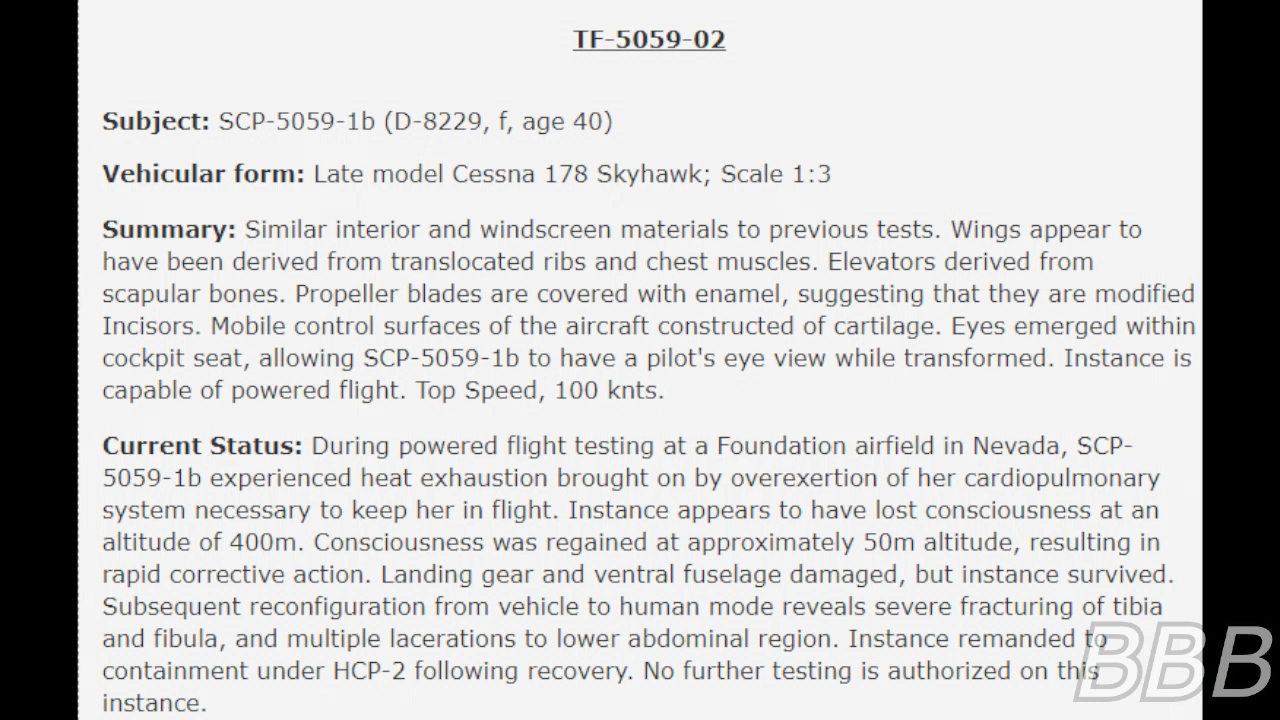 TF-5059-02
Subject: SCP-5059-1b (D-8229, f, age 40)
Vehicular form: Late model Cessna 178 Skyhawk; Scale 1:3
Summary: Similar interior and windscreen materials to previous tests. Wings appear to
have been derived from translocated ribs and chest muscles. Elevators derived from
scapular bones. Propeller blades are covered with enamel, suggesting that they are modified
Incisors. Mobile control surfaces of the aircraft constructed of cartilage. Eyes emerged within
cockpit seat, allowing SCP-5059-1b to have a pilot's eye view while transformed. Instance is
capable of powered flight. Top Speed, 100 knts.
Current Status: During powered flight testing at a Foundation airfield in Nevada, SCP-
5059-1b experienced heat exhaustion brought on by overexertion of her cardiopulmonary
system necessary to keep her in flight. Instance appears to have lost consciousness at an
altitude of 400m. Consciousness was regained at approximately 50m altitude, resulting in
rapid corrective action. Landing gear and ventral fuselage damaged, but instance survived.
Subsequent reconfiguration from vehicle to human mode reveals severe fracturing of tibia
and fibula, and multiple lacerations to lower abdominal region. Instance remanded to
containment under HCP-2 following recovery. No further testing is authorized on this
instance.
BBB